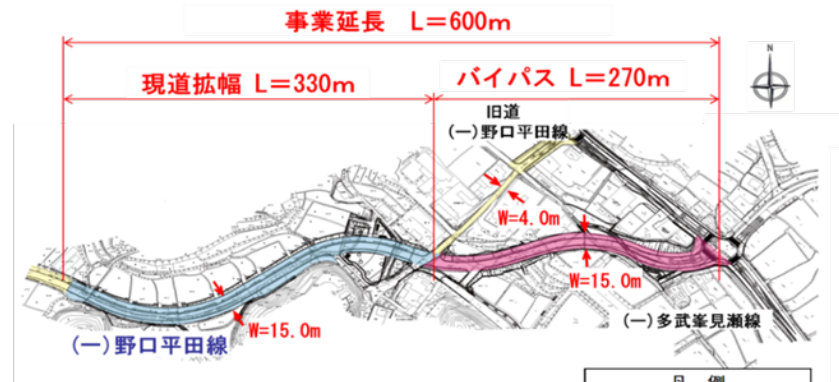 事業延長 L=600m
現道拡幅 L=330m
バイパス L=270m
N
旧道
(一)野口平田線
W=4.0m
W=15.0m
W=15.0m
(一)多武峯見瀬線
(一)野口平田線
凡 例